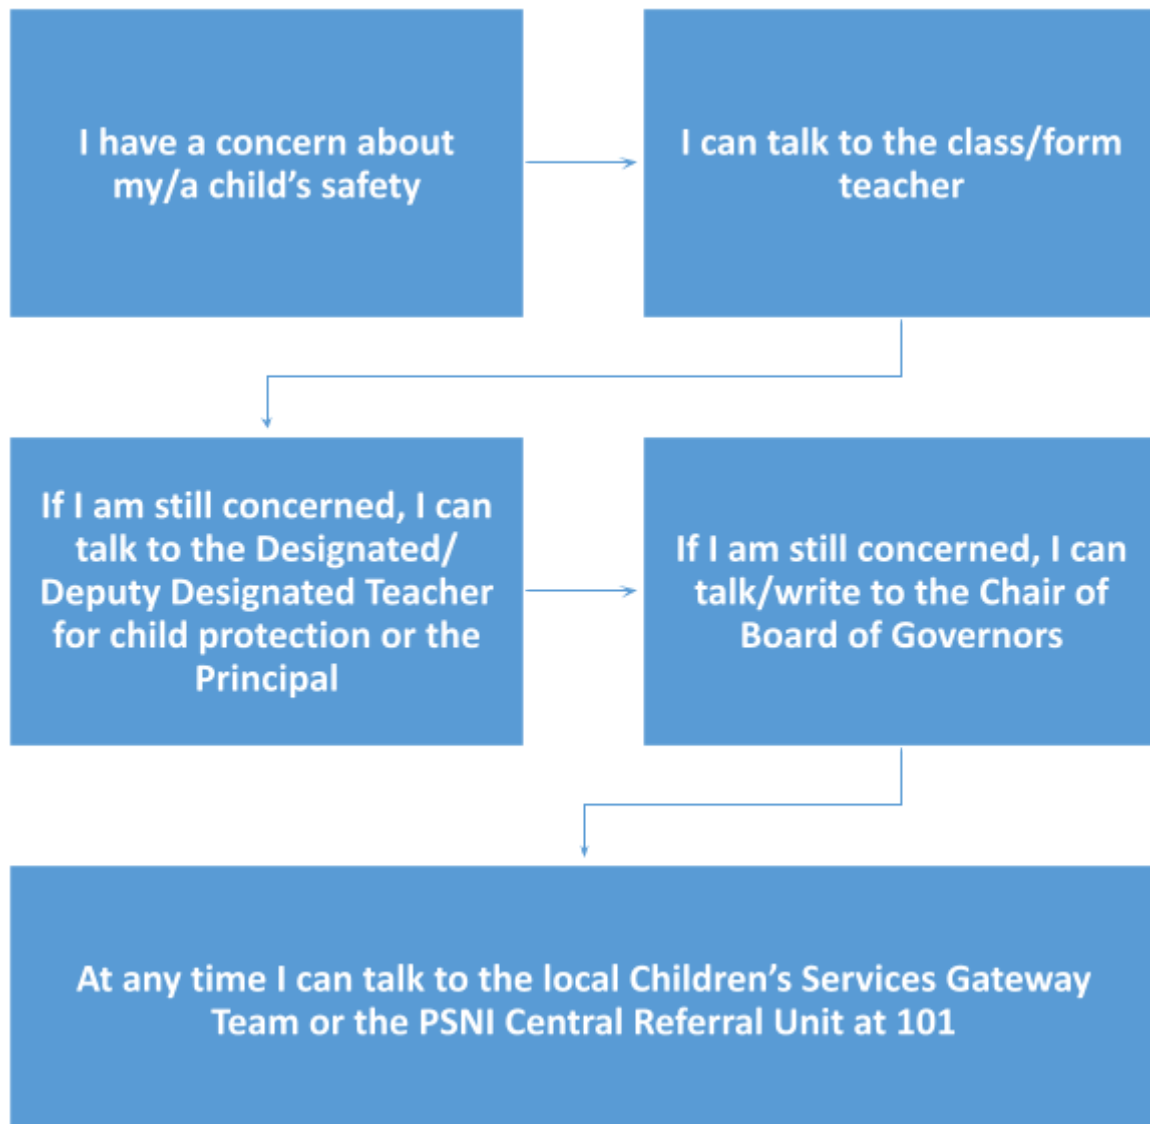 I have a concern about
my/a child’s safety
I can talk to the class/form
teacher
If I am still concerned, I can
talk to the Designated/
Deputy Designated Teacher
for child protection or the
Principal
If I am still concerned, I can
talk/write to the Chair of
Board of Governors
At any time I can talk to the local Children’s Services Gateway
Team or the PSNI Central Referral Unit at 101